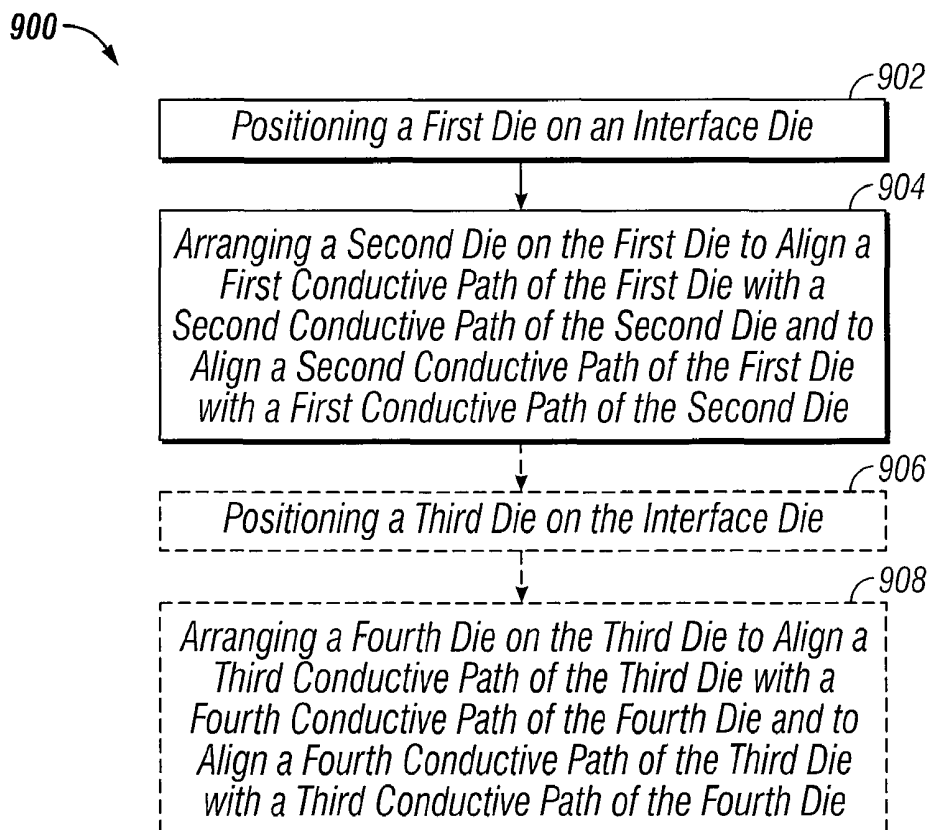 900
902
Positioning a First Die on an Interface Die
904
Arranging a Second Die on the First Die to Align a
First Conductive Path of the First Die with a
Second Conductive Path of the Second Die and to
Align a Second Conductive Path of the First Die
with a First Conductive Path of the Second Die
906
Positioning a Third Die on the Interface Die
908
Arranging a Fourth Die on the Third Die to Align a
Third Conductive Path of the Third Die with a
Fourth Conductive Path of the Fourth Die and to
Align a Fourth Conductive Path of the Third Die
with a Third Conductive Path of the Fourth Die